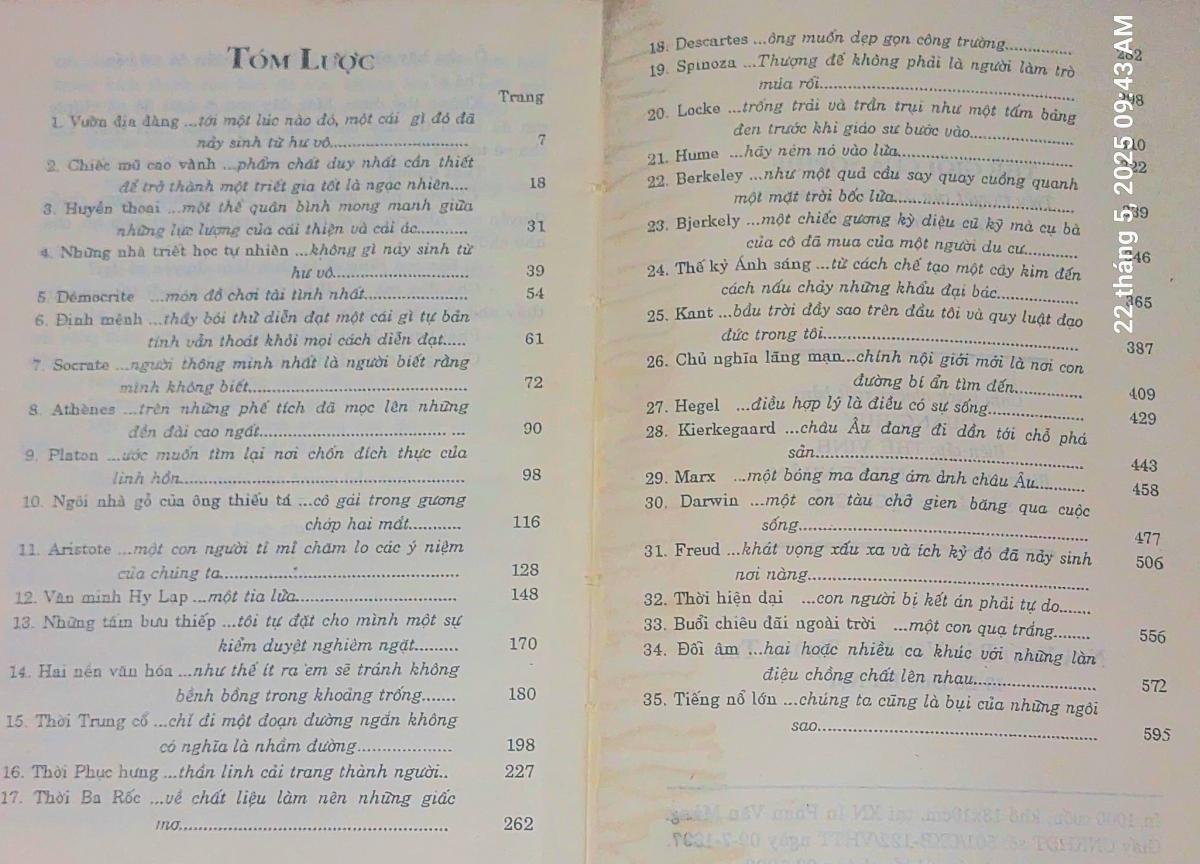 TÓM LƯỢC
Trang
1. Vườn địa đàng ...tới một lúc nào đó, một cái gì đó đã
nảy sinh từ hư vô............................ 7
2. Chiếc mũ cao vành ...phẩm chất duy nhất cần thiết
để trở thành một triết gia tốt là ngạc nhiên.... 18
3. Huyền thoại ...một thế quân bình mong manh giữa
những lực lượng của cái thiện và cái ác........... 31
4. Những nhà triết học tự nhiên ...không gì nảy sinh từ
hư vô............................ 39
5. Démocrite ...món đồ chơi tài tình nhất..................... 54
6. Định mệnh ...thầy bói thử diễn đạt một cái gì tự bản
tính vẫn thoát khỏi mọi cách diễn đạt..... 61
7. Socrate ...người thông minh nhất là người biết rằng
mình không biết............................................ 72
8. Athènes ...trên những phế tích đã mọc lên những
đền đài cao ngất.......................................... ... 90
9. Platon ...ước muốn tìm lại nơi chốn đích thực của
linh hồn......................................................... 98
10. Ngôi nhà gỗ của ông thiếu tá ...cô gái trong gương
chớp hai mắt........... 116
11. Aristote ...một con người tỉ mỉ chăm lo các ý niệm
của chúng ta................................................ 128
12. Văn minh Hy Lạp ...một tia lửa................................ 148
13. Những tấm bưu thiếp ...tôi tự đặt cho mình một sự
kiểm duyệt nghiêm ngặt......... 170
14. Hai nền văn hóa ...như thế ít ra em sẽ tránh không
bềnh bồng trong khoảng trống....... 180
15. Thời Trung cổ ...chỉ đi một đoạn đường ngắn không
có nghĩa là nhầm đường................... 198
16. Thời Phục hưng ...thần linh cải trang thành người.. 227
17. Thời Ba Rốc ...về chất liệu làm nên những giấc
mơ...................................................... 262
18. Descartes ...ông muốn dẹp gọn công trường..............
19. Spinoza ...Thượng đế không phải là người làm trò
múa rối....................................................
20. Locke ...trống trải và trần trụi như một tấm bảng
đen trước khi giáo sư bước vào.....................
21. Hume ...hãy ném nó vào lửa...................................
22. Berkeley ...như một quả cầu say quay cuồng quanh
một mặt trời bốc lửa....................................
23. Bjerkely ...một chiếc gương kỳ diệu cũ kỹ mà cụ bà
của cô đã mua của một người du cư..........
24. Thế kỷ Ánh sáng ...từ cách chế tạo một cây kim đến
cách nấu chảy những khẩu đại bác............... 365
25. Kant ...bầu trời đầy sao trên đầu tôi và quy luật đạo
đức trong tôi................................................... 387
26. Chủ nghĩa lãng mạn...chính nội giới mới là nơi con
đường bí ẩn tìm đến................ 409
27. Hegel ...điều hợp lý là điều có sự sống................... 429
28. Kierkegaard ...châu Âu đang đi dần tới chỗ phá
sản.......................................................... 443
29. Marx ...một bóng ma đang ám ảnh châu Âu.......... 458
30. Darwin ...một con tàu chở gien băng qua cuộc
sống.......................................................... 477
31. Freud ...khát vọng xấu xa và ích kỷ đó đã nảy sinh 506
nơi nàng........................................................
32. Thời hiện đại ...con người bị kết án phải tự do.......
33. Buổi chiêu đãi ngoài trời ...một con quạ trắng........ 556
34. Đối âm ...hai hoặc nhiều ca khúc với những làn
điệu chồng chất lên nhau........................ 572
35. Tiếng nổ lớn ...chúng ta cũng là bụi của những ngôi
sao...................................................... 595
22 tháng 5, 2025 09:43 AM